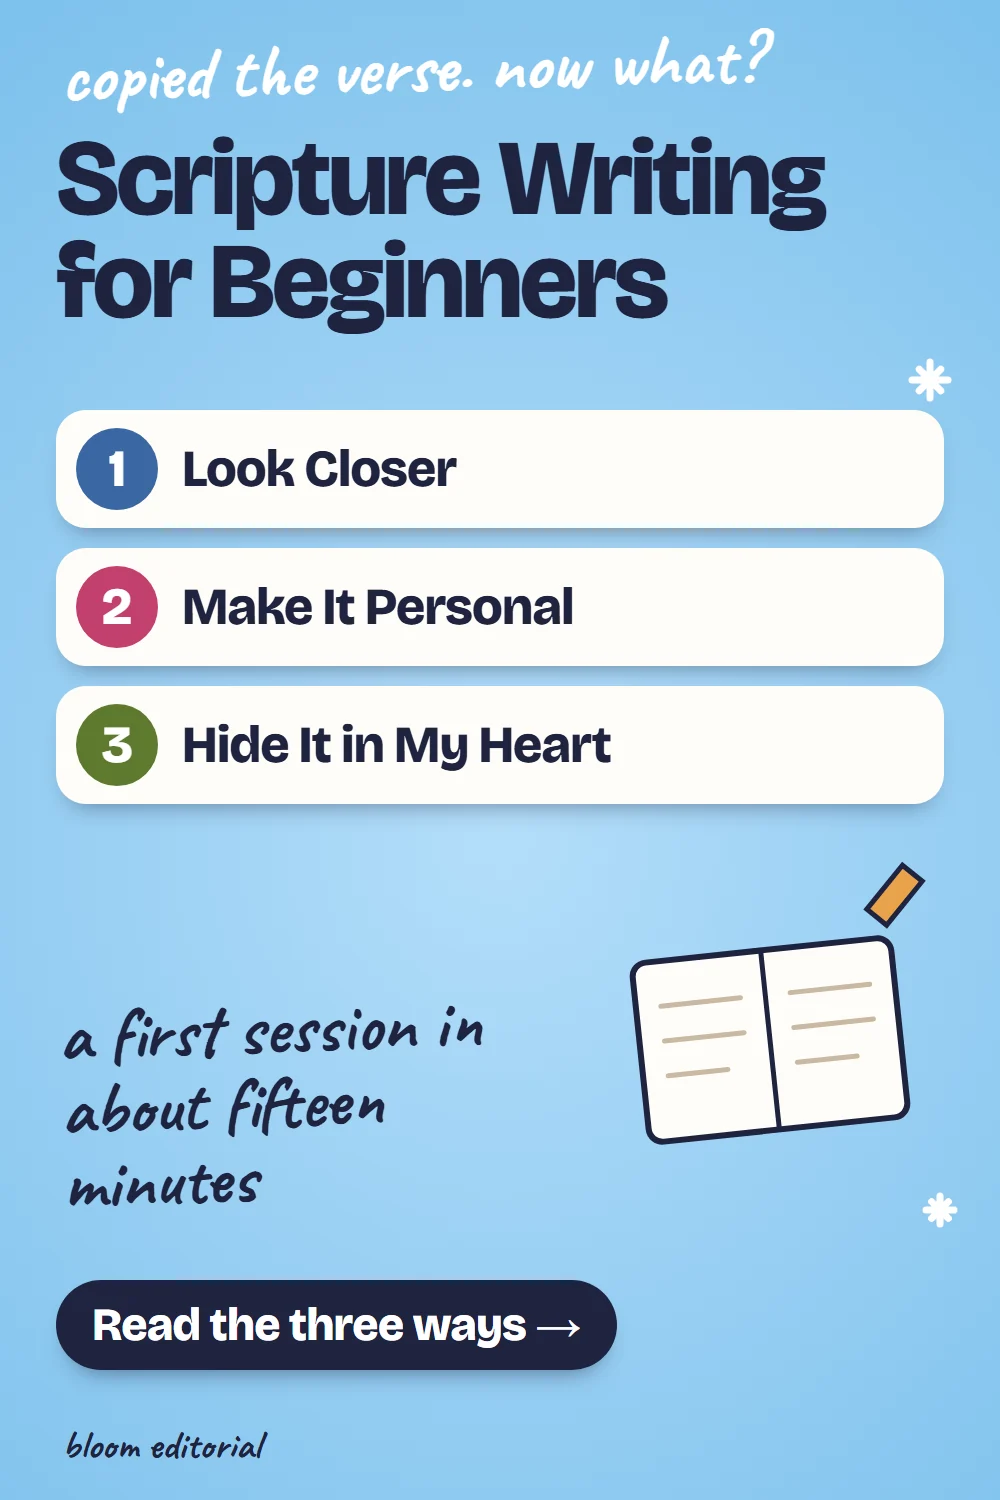 copied the verse. now what?
Scripture Writing
for Beginners
1 Look Closer
2 Make It Personal
3 Hide It in My Heart
a first session in
about fifteen
minutes
Read the three ways →
bloom editorial